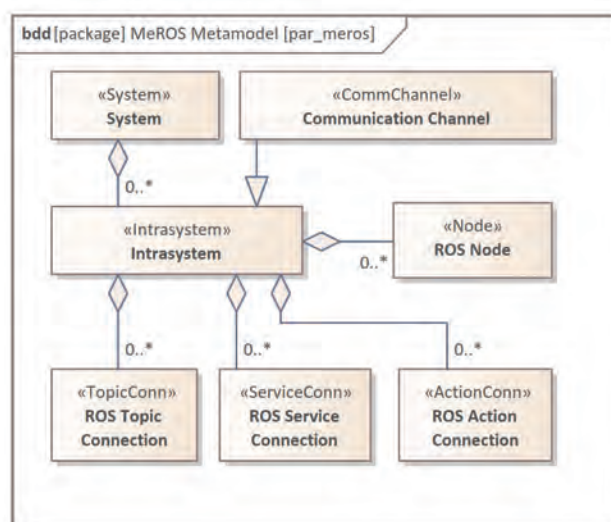 bdd [package] MeROS Metamodel [par_meros]
«System»
System
«CommChannel»
Communication Channel
0..*
«Intrasystem»
Intrasystem
«Node»
ROS Node
0..*
0..*
0..*
0..*
«TopicConn»
ROS Topic
Connection
«ServiceConn»
ROS Service
Connection
«ActionConn»
ROS Action
Connection